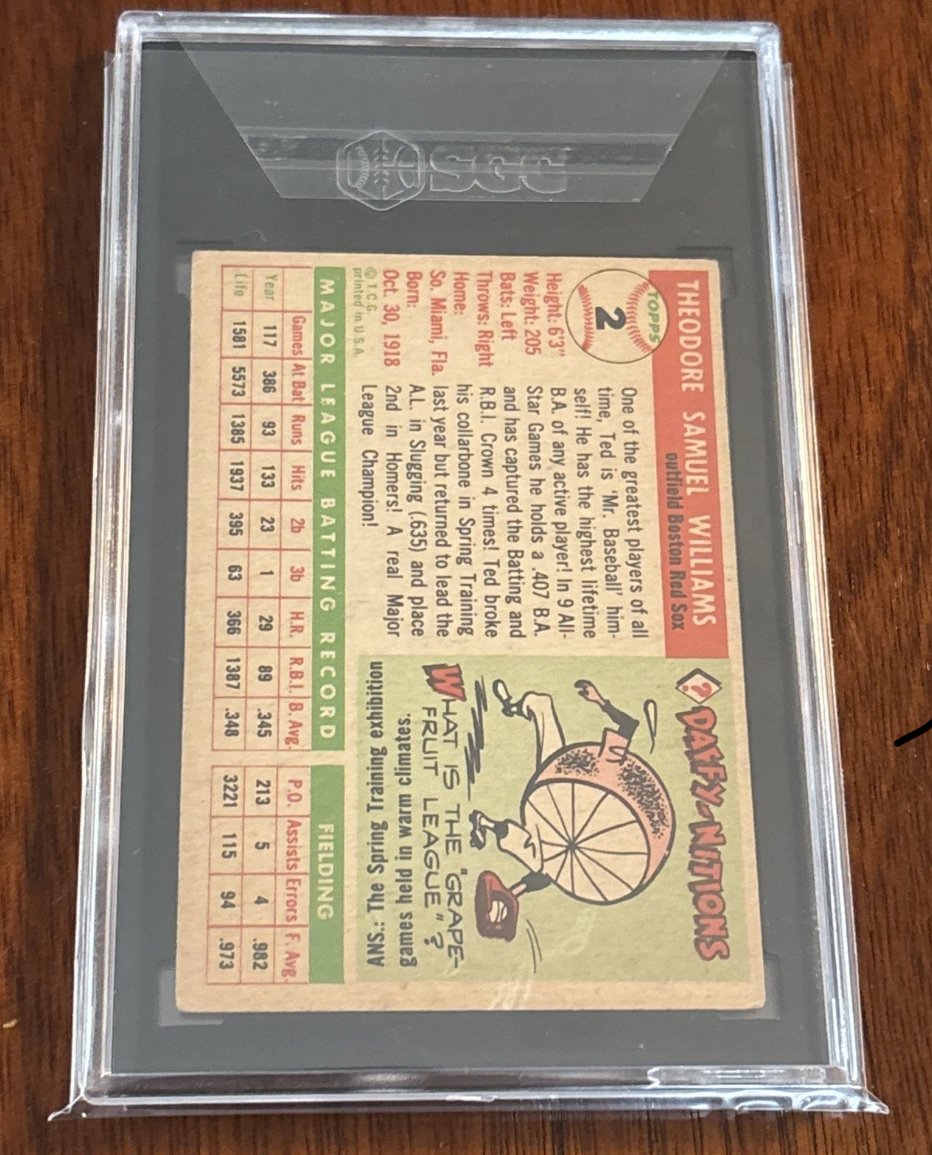 SGC
THEODORE SAMUEL WILLIAMS
outfield Boston Red Sox
TOPPS
2
Height: 6'3"
Weight: 205
Bats: Left
Throws: Right
Home:
So. Miami, Fla.
Born:
Oct. 30, 1918
© T.C.G.
printed in U.S.A.
One of the greatest players of all
time, Ted is 'Mr. Baseball' him-
self! He has the highest lifetime
B.A. of any active player! In 9 All-
Star Games he holds a .407 B.A.
and has captured the Batting and
R.B.I. Crown 4 times! Ted broke
his collarbone in Spring Training
last year but returned to lead the
A.L. in Slugging (.635) and place
2nd in Homers! A real Major
League Champion!
? DAFFY-NITIONS
WHAT IS THE "GRAPE-
FRUIT LEAGUE"?
ANS.: The Spring Training exhibition
games held in warm climates.
MAJOR LEAGUE BATTING RECORD FIELDING
Games At Bat Runs Hits 2b 3b H.R. R.B.I. B. Avg. P.O. Assists Errors F. Avg.
Year 117 386 93 133 23 1 29 89 .345 213 5 4 .982
Life 1581 5573 1385 1937 395 63 366 1387 .348 3221 115 94 .973